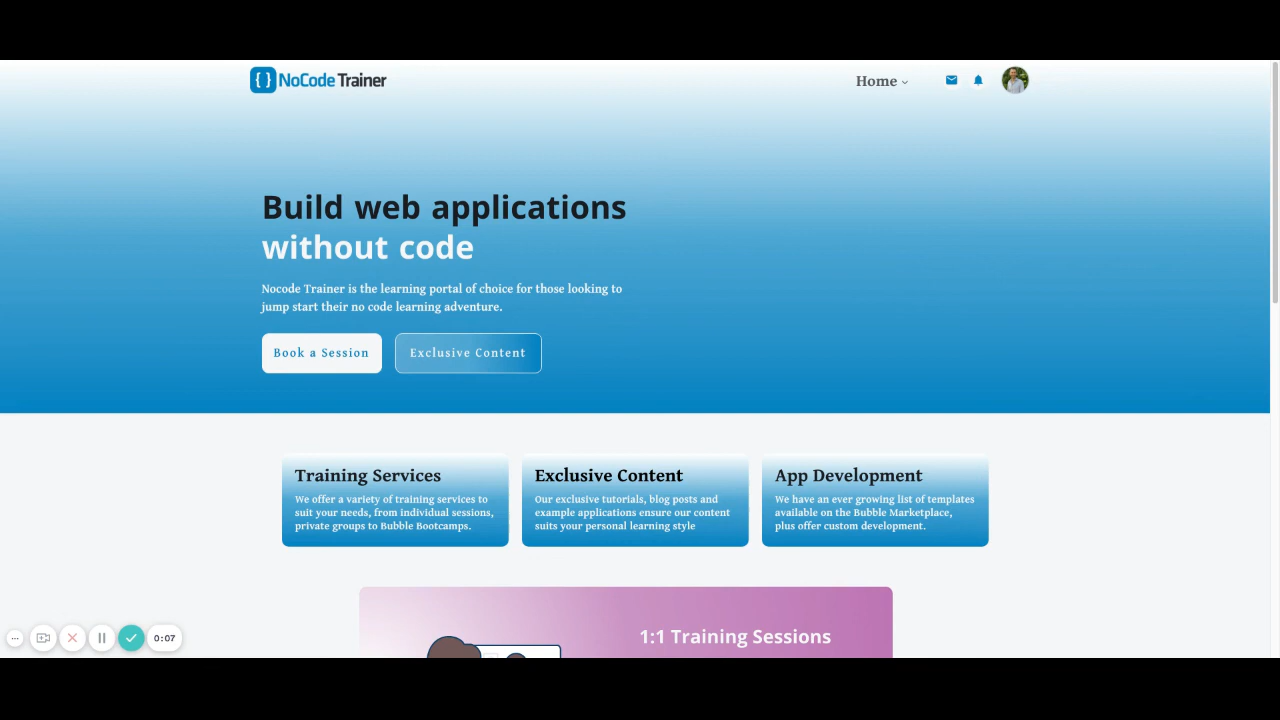 { } NoCode Trainer
Home
Build web applications
without code
Nocode Trainer is the learning portal of choice for those looking to
jump start their no code learning adventure.
Book a Session
Exclusive Content
Training Services
We offer a variety of training services to
suit your needs, from individual sessions,
private groups to Bubble Bootcamps.
Exclusive Content
Our exclusive tutorials, blog posts and
example applications ensure our content
suits your personal learning style
App Development
We have an ever growing list of templates
available on the Bubble Marketplace,
plus offer custom development.
1:1 Training Sessions
0:07